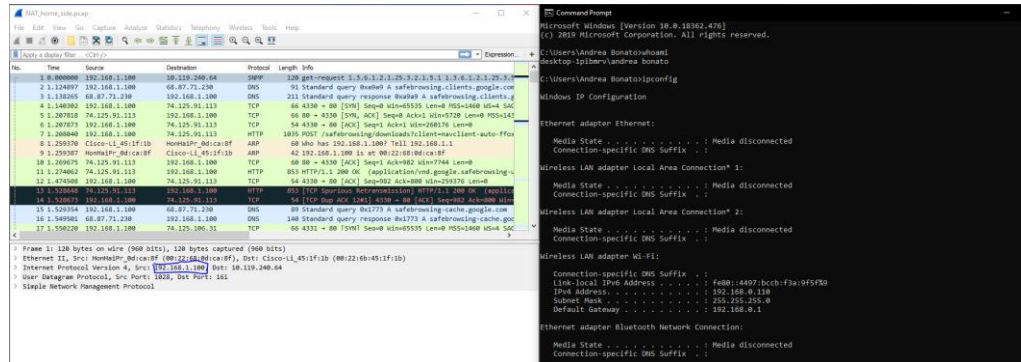 NAT_home_side.pcap
File Edit View Go Capture Analyze Statistics Telephony Wireless Tools Help
Apply a display filter ... <Ctrl-/> Expression... +
No. Time Source Destination Protocol Length Info
1 0.000000 192.168.1.100 10.119.240.64 SNMP 120 get-request 1.3.6.1.2.1.25.3.2.1.5.1 1.3.6.1.2.1.25.3.
2 1.124897 192.168.1.100 68.87.71.230 DNS 91 Standard query A safebrowsing.clients.google.com
3 1.138265 68.87.71.230 192.168.1.100 DNS 211 Standard query response A safebrowsing.clients.g
4 1.140302 192.168.1.100 74.125.91.113 TCP 66 4330 → 80 [SYN] Seq=0 Win=65535 Len=0 MSS=1460 WS=4 SAC
5 1.207818 74.125.91.113 192.168.1.100 TCP 66 80 → 4330 [SYN, ACK] Seq=0 Ack=1 Win=5720 Len=0
6 1.207873 192.168.1.100 74.125.91.113 TCP 54 4330 → 80 [ACK] Seq=1 Ack=1 Win=260176 Len=0
7 1.208040 192.168.1.100 74.125.91.113 HTTP 1035 POST /safebrowsing/downloads?client=navclient-auto-ffox
8 1.259370 Cisco-Li_45:1f:1b HonHaiPr_0d:ca:8f ARP 60 Who has 192.168.1.100? Tell 192.168.1.1
9 1.259387 HonHaiPr_0d:ca:8f Cisco-Li_45:1f:1b ARP 42 192.168.1.100 is at 00:22:68:0d:ca:8f
10 1.269675 74.125.91.113 192.168.1.100 TCP 60 80 → 4330 [ACK] Seq=1 Ack=982 Win=7744 Len=0
11 1.274062 74.125.91.113 192.168.1.100 HTTP 853 HTTP/1.1 200 OK (application/vnd.google.safebrowsing-
12 1.474500 192.168.1.100 74.125.91.113 TCP 54 4330 → 80 [ACK] Seq=982 Ack=800 Win=259376 Len=0
13 1.528648 74.125.91.113 192.168.1.100 HTTP 853 [TCP Spurious Retransmission] HTTP/1.1 200 OK (applica
14 1.528673 192.168.1.100 74.125.91.113 TCP 54 [TCP Dup ACK 12#1] 4330 → 80 [ACK] Seq=982 Ack=800 Win=
15 1.529354 192.168.1.100 68.87.71.230 DNS 89 Standard query 0x1773 A safebrowsing-cache.google.com
16 1.549501 68.87.71.230 192.168.1.100 DNS 140 Standard query response 0x1773 A safebrowsing-cache.goo
17 1.550220 192.168.1.100 74.125.106.31 TCP 66 4331 → 80 [SYN] Seq=0 Win=65535 Len=0 MSS=1460 WS=4 SAC
Frame 1: 120 bytes on wire (960 bits), 120 bytes captured (960 bits)
Ethernet II, Src: HonHaiPr_0d:ca:8f (00:22:68:0d:ca:8f), Dst: Cisco-Li_45:1f:1b (00:22:6b:45:1f:1b)
Internet Protocol Version 4, Src: 192.168.1.100, Dst: 10.119.240.64
User Datagram Protocol, Src Port: 1028, Dst Port: 161
Simple Network Management Protocol
Command Prompt
Microsoft Windows [Version 10.0.18362.476]
(c) 2019 Microsoft Corporation. All rights reserved.
C:\Users\Andrea Bonato>whoami
desktop-1pibmrv\andrea bonato
C:\Users\Andrea Bonato>ipconfig
Windows IP Configuration
Ethernet adapter Ethernet:
Media State . . . . . . . . . . . : Media disconnected
Connection-specific DNS Suffix . :
Wireless LAN adapter Local Area Connection* 1:
Media State . . . . . . . . . . . : Media disconnected
Connection-specific DNS Suffix . :
Wireless LAN adapter Local Area Connection* 2:
Media State . . . . . . . . . . . : Media disconnected
Connection-specific DNS Suffix . :
Wireless LAN adapter Wi-Fi:
Connection-specific DNS Suffix . :
Link-local IPv6 Address . . . . . : fe80::4497:bccb:f3a:9f5f%9
IPv4 Address. . . . . . . . . . . : 192.168.0.110
Subnet Mask . . . . . . . . . . . : 255.255.255.0
Default Gateway . . . . . . . . . : 192.168.0.1
Ethernet adapter Bluetooth Network Connection:
Media State . . . . . . . . . . . : Media disconnected
Connection-specific DNS Suffix . :